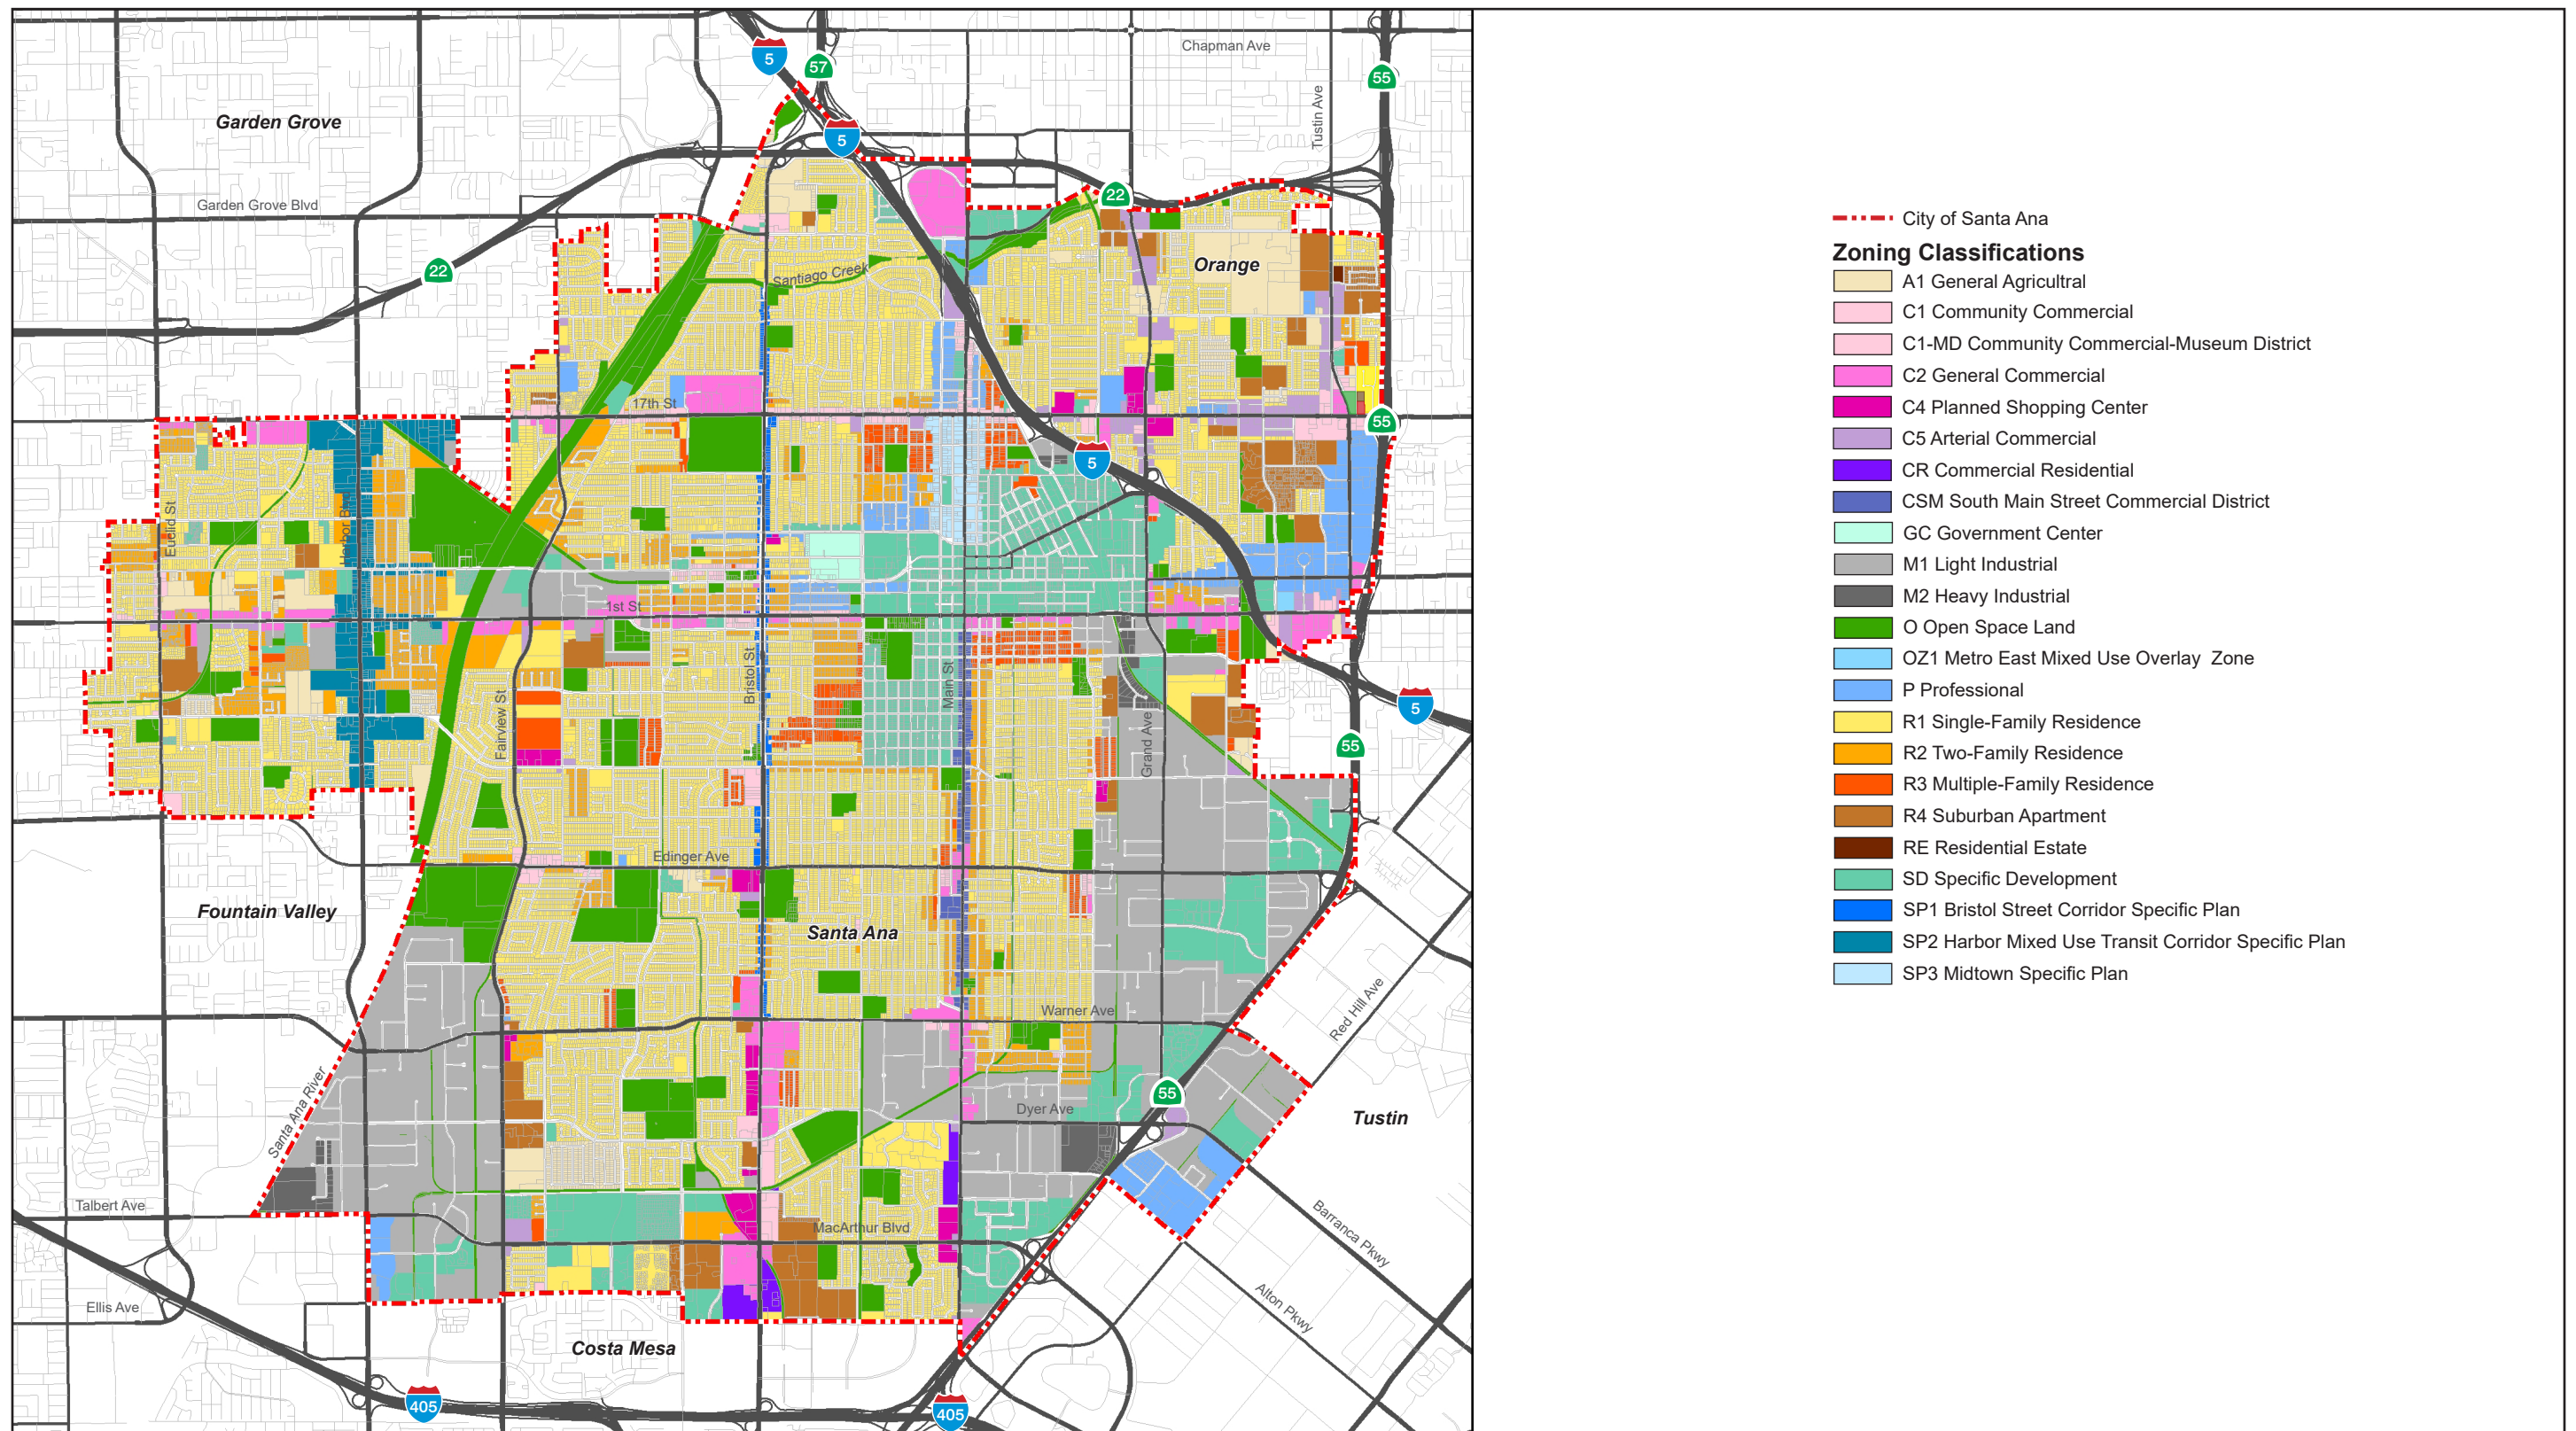 Chapman Ave
5
57
55
Tustin Ave
Garden Grove
5
22
Garden Grove Blvd
22
Santiago Creek
Orange
17th St
55
5
Euclid St
Harbor Bl
1st St
Bristol St
Main St
Fairview St
Grand Ave
5
55
Edinger Ave
Fountain Valley
Santa Ana
Warner Ave
Red Hill Ave
Santa Ana River
55
Dyer Ave
Tustin
Talbert Ave
MacArthur Blvd
Barranca Pkwy
Alton Pkwy
Ellis Ave
Costa Mesa
405
405
City of Santa Ana
Zoning Classifications
A1 General Agricultral
C1 Community Commercial
C1-MD Community Commercial-Museum District
C2 General Commercial
C4 Planned Shopping Center
C5 Arterial Commercial
CR Commercial Residential
CSM South Main Street Commercial District
GC Government Center
M1 Light Industrial
M2 Heavy Industrial
O Open Space Land
OZ1 Metro East Mixed Use Overlay  Zone
P Professional
R1 Single-Family Residence
R2 Two-Family Residence
R3 Multiple-Family Residence
R4 Suburban Apartment
RE Residential Estate
SD Specific Development
SP1 Bristol Street Corridor Specific Plan
SP2 Harbor Mixed Use Transit Corridor Specific Plan
SP3 Midtown Specific Plan